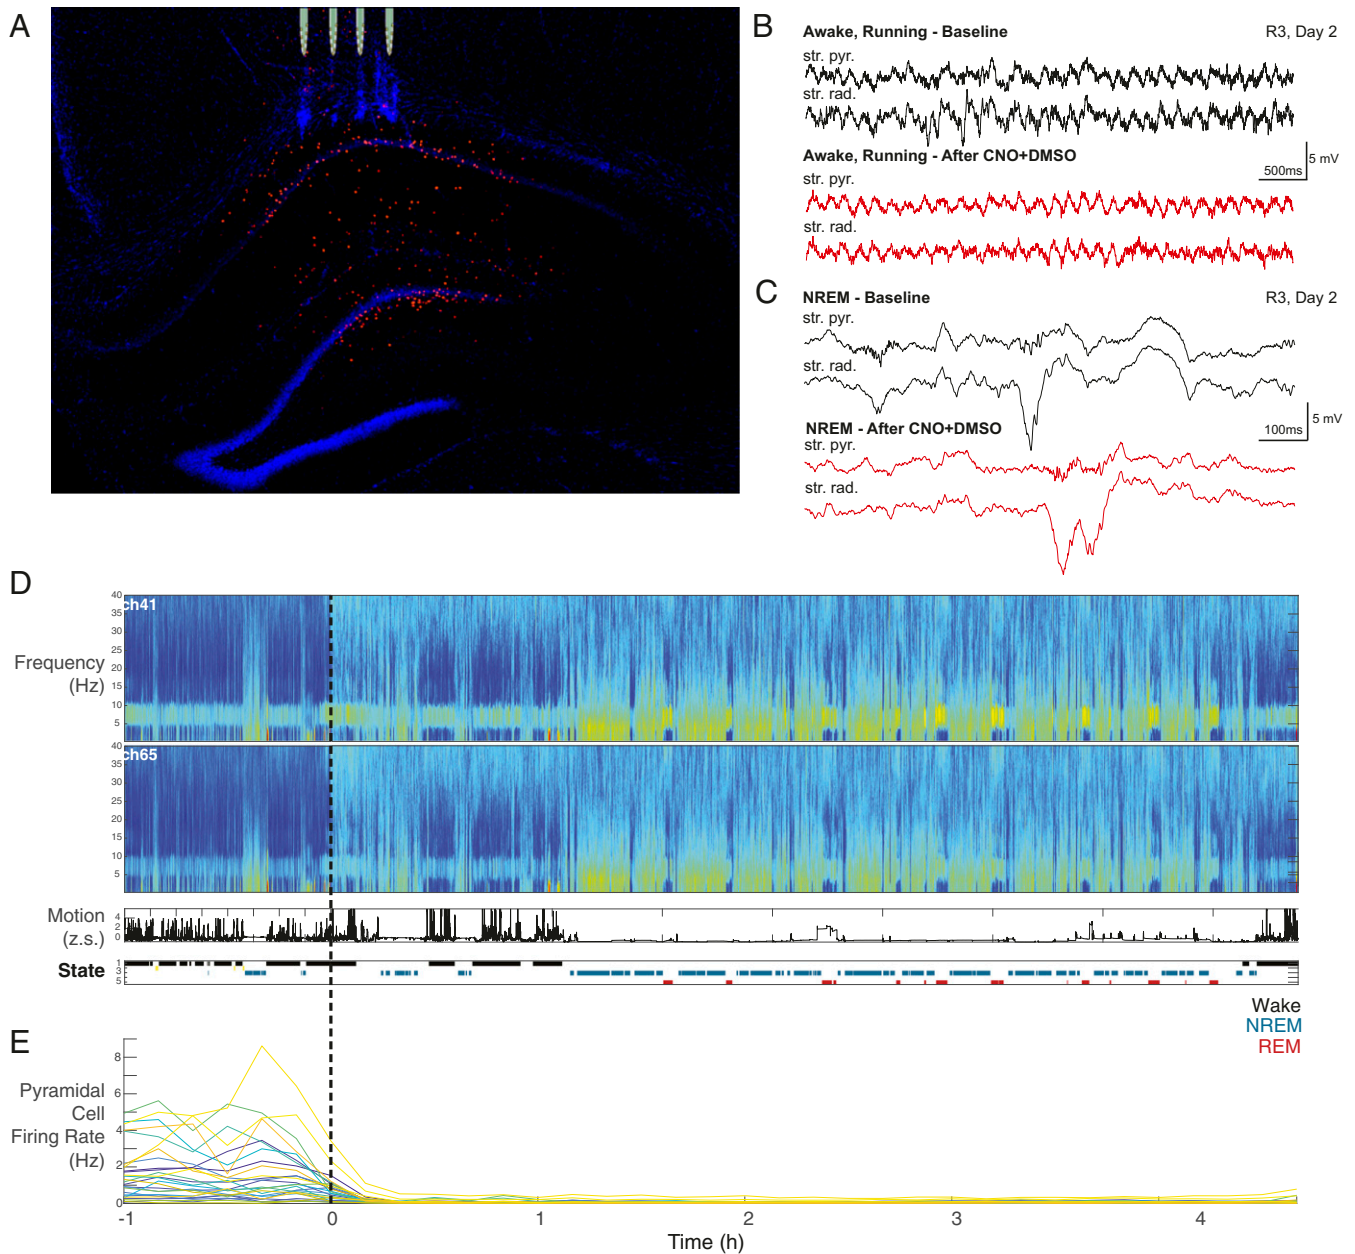 A
B
Awake, Running - Baseline
R3, Day 2
str. pyr.
str. rad.
Awake, Running - After CNO+DMSO
5 mV
500ms
str. pyr.
str. rad.
C
NREM - Baseline
R3, Day 2
str. pyr.
str. rad.
5 mV
100ms
NREM - After CNO+DMSO
str. pyr.
str. rad.
D
ch41
40
35
30
25
20
15
10
5
Frequency
(Hz)
ch65
40
35
30
25
20
15
10
5
Motion
(z.s.)
4
2
0
State
1
3
5
Wake
NREM
REM
E
Pyramidal
Cell
Firing Rate
(Hz)
8
6
4
2
0
-1 0 1 2 3 4
Time (h)